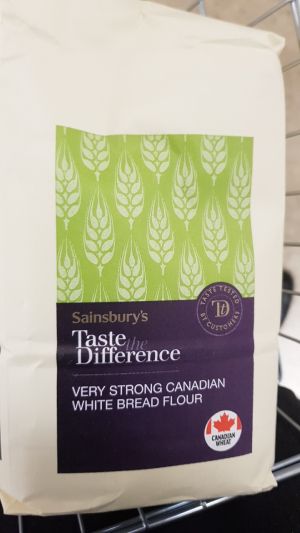 TASTE TESTED
Td
BY CUSTOMERS
Sainsbury's
Taste the
Difference
VERY STRONG CANADIAN
WHITE BREAD FLOUR
CANADIAN
WHEAT